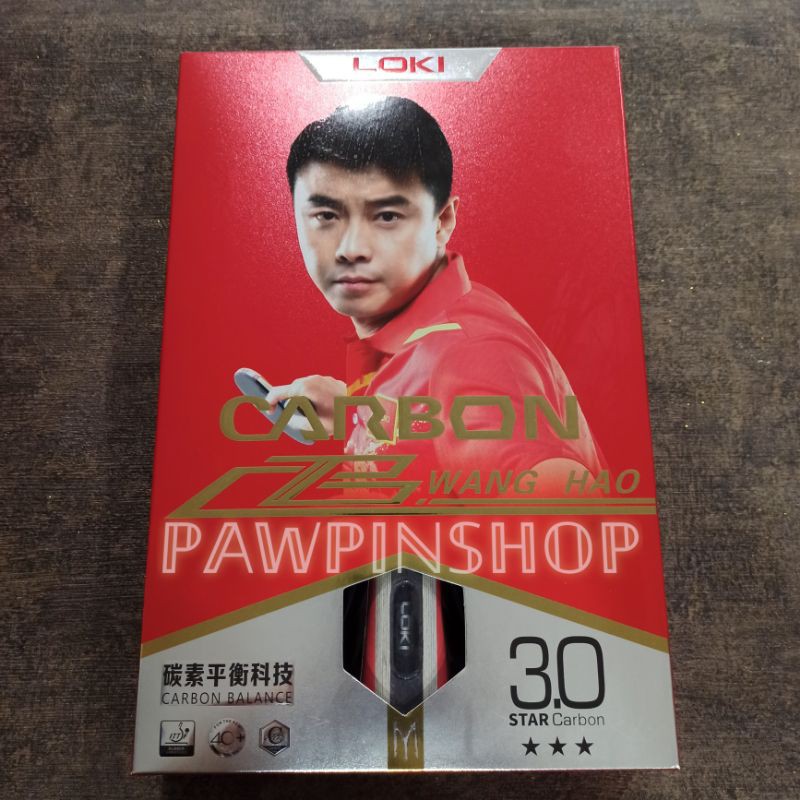 LOKI
CARBON
WANG HAO
PAWPINSHOP
LOKI
碳素平衡科技
CARBON BALANCE
3.0
STAR Carbon
ITTF
40+